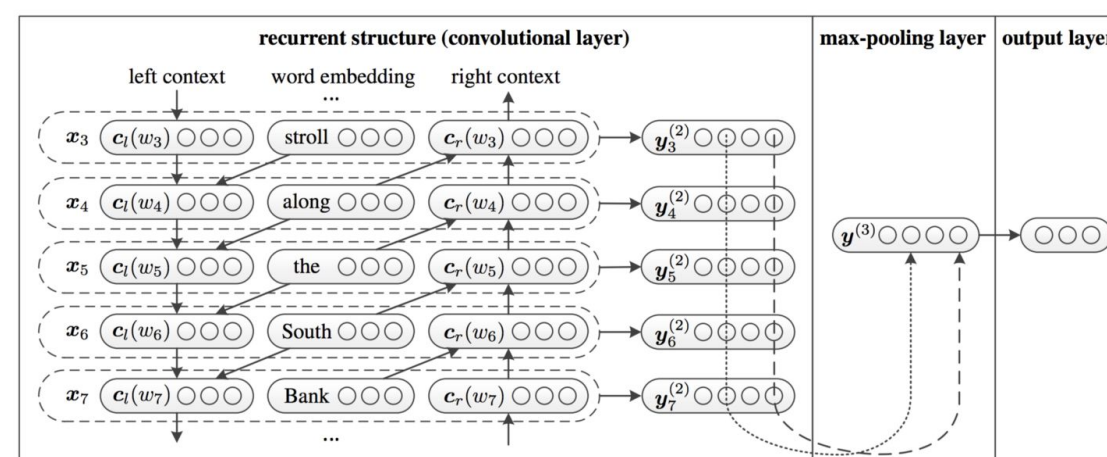 recurrent structure (convolutional layer) max-pooling layer output layer
left context word embedding right context
...
x₃ cₗ(w₃) stroll cᵣ(w₃) y₃⁽²⁾
x₄ cₗ(w₄) along cᵣ(w₄) y₄⁽²⁾
y⁽³⁾
x₅ cₗ(w₅) the cᵣ(w₅) y₅⁽²⁾
x₆ cₗ(w₆) South cᵣ(w₆) y₆⁽²⁾
x₇ cₗ(w₇) Bank cᵣ(w₇) y₇⁽²⁾
...